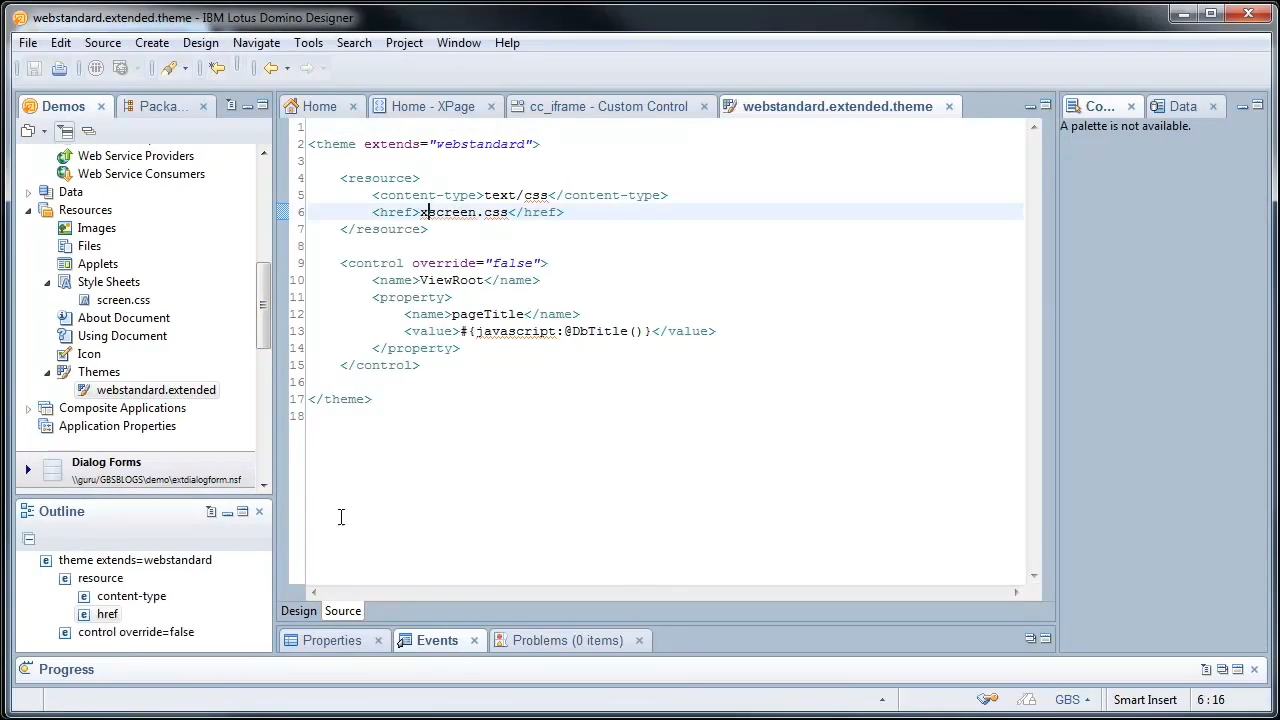 webstandard.extended.theme - IBM Lotus Domino Designer
File Edit Source Create Design Navigate Tools Search Project Window Help
Demos Packa... Home Home - XPage cc_iframe - Custom Control webstandard.extended.theme Co... Data
A palette is not available.
Web Service Providers
Web Service Consumers
Data
Resources
Images
Files
Applets
Style Sheets
screen.css
About Document
Using Document
Icon
Themes
webstandard.extended
Composite Applications
Application Properties
Dialog Forms
\\guru/GBSBLOGS\demo\extdialogform.nsf
Outline
theme extends=webstandard
resource
content-type
href
control override=false
1
2 <theme extends="webstandard">
3
4 <resource>
5 <content-type>text/css</content-type>
6 <href>xscreen.css</href>
7 </resource>
8
9 <control override="false">
10 <name>ViewRoot</name>
11 <property>
12 <name>pageTitle</name>
13 <value>#{javascript:@DbTitle()}</value>
14 </property>
15 </control>
16
17 </theme>
18
Design Source
Properties Events Problems (0 items)
Progress
GBS Smart Insert 6 : 16